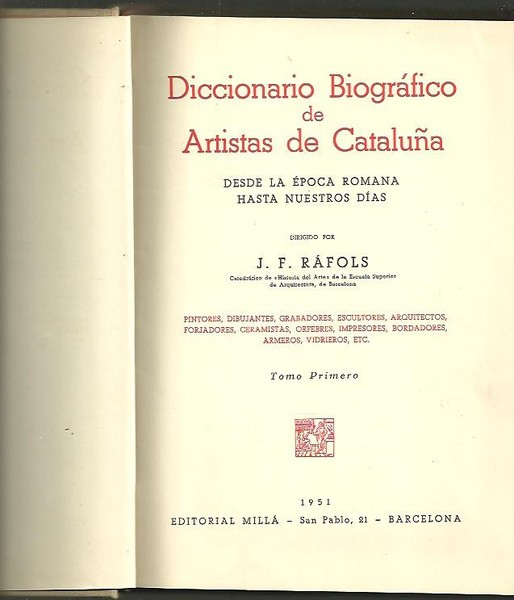 Diccionario Biográfico
de
Artistas de Cataluña
DESDE LA ÉPOCA ROMANA
HASTA NUESTROS DÍAS
DIRIGIDO POR
J. F. RÁFOLS
Catedrático de «Historia del Arte» de la Escuela Superior
de Arquitectura, de Barcelona
PINTORES, DIBUJANTES, GRABADORES, ESCULTORES, ARQUITECTOS,
FORJADORES, CERAMISTAS, ORFEBRES, IMPRESORES, BORDADORES,
ARMEROS, VIDRIEROS, ETC.
Tomo Primero
1951
EDITORIAL MILLÁ – San Pablo, 21 – BARCELONA